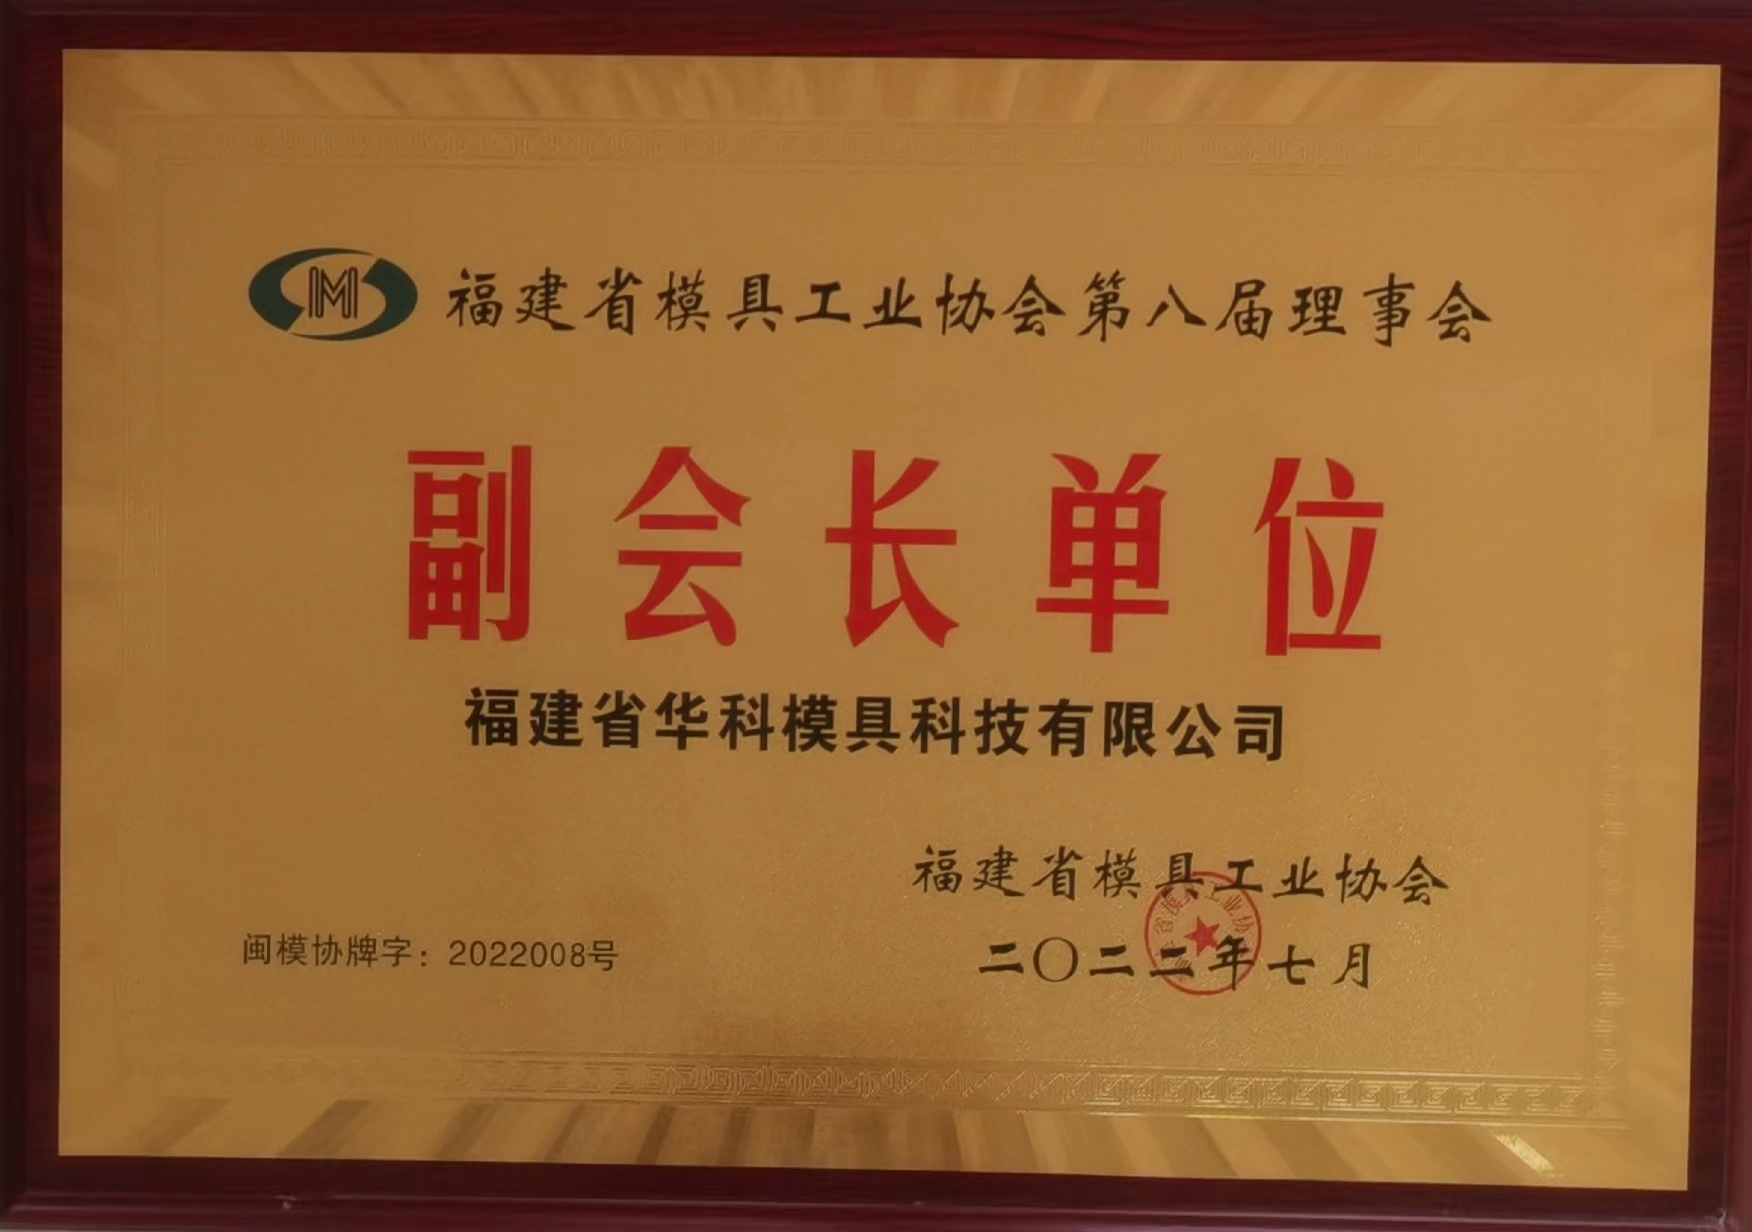 福建省模具工业协会第八届理事会
副会长单位
福建省华科模具科技有限公司
福建省模具工业协会
闽模协牌字：2022008号
二〇二二年七月